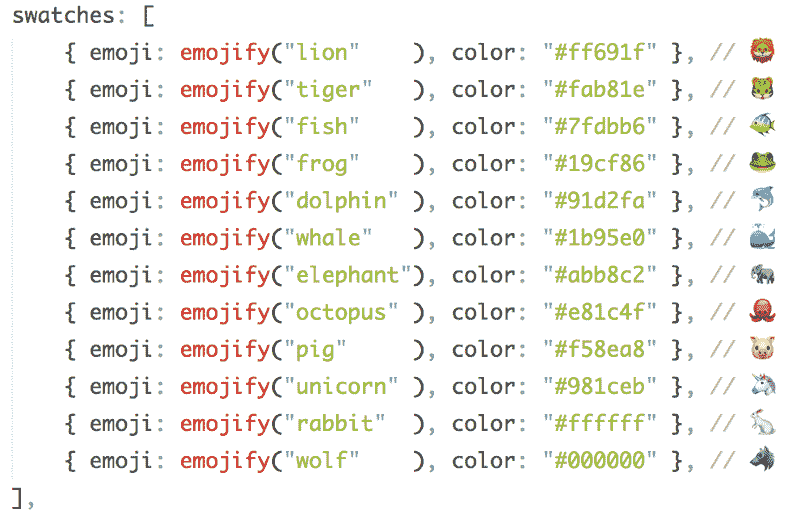 swatches: [
    { emoji: emojify("lion"    ), color: "#ff691f" }, // 🦁
    { emoji: emojify("tiger"   ), color: "#fab81e" }, // 🐯
    { emoji: emojify("fish"    ), color: "#7fdbb6" }, // 🐠
    { emoji: emojify("frog"    ), color: "#19cf86" }, // 🐸
    { emoji: emojify("dolphin" ), color: "#91d2fa" }, // 🐬
    { emoji: emojify("whale"   ), color: "#1b95e0" }, // 🐳
    { emoji: emojify("elephant"), color: "#abb8c2" }, // 🐘
    { emoji: emojify("octopus" ), color: "#e81c4f" }, // 🐙
    { emoji: emojify("pig"     ), color: "#f58ea8" }, // 🐷
    { emoji: emojify("unicorn" ), color: "#981ceb" }, // 🦄
    { emoji: emojify("rabbit"  ), color: "#ffffff" }, // 🐇
    { emoji: emojify("wolf"    ), color: "#000000" }, // 🐺
],